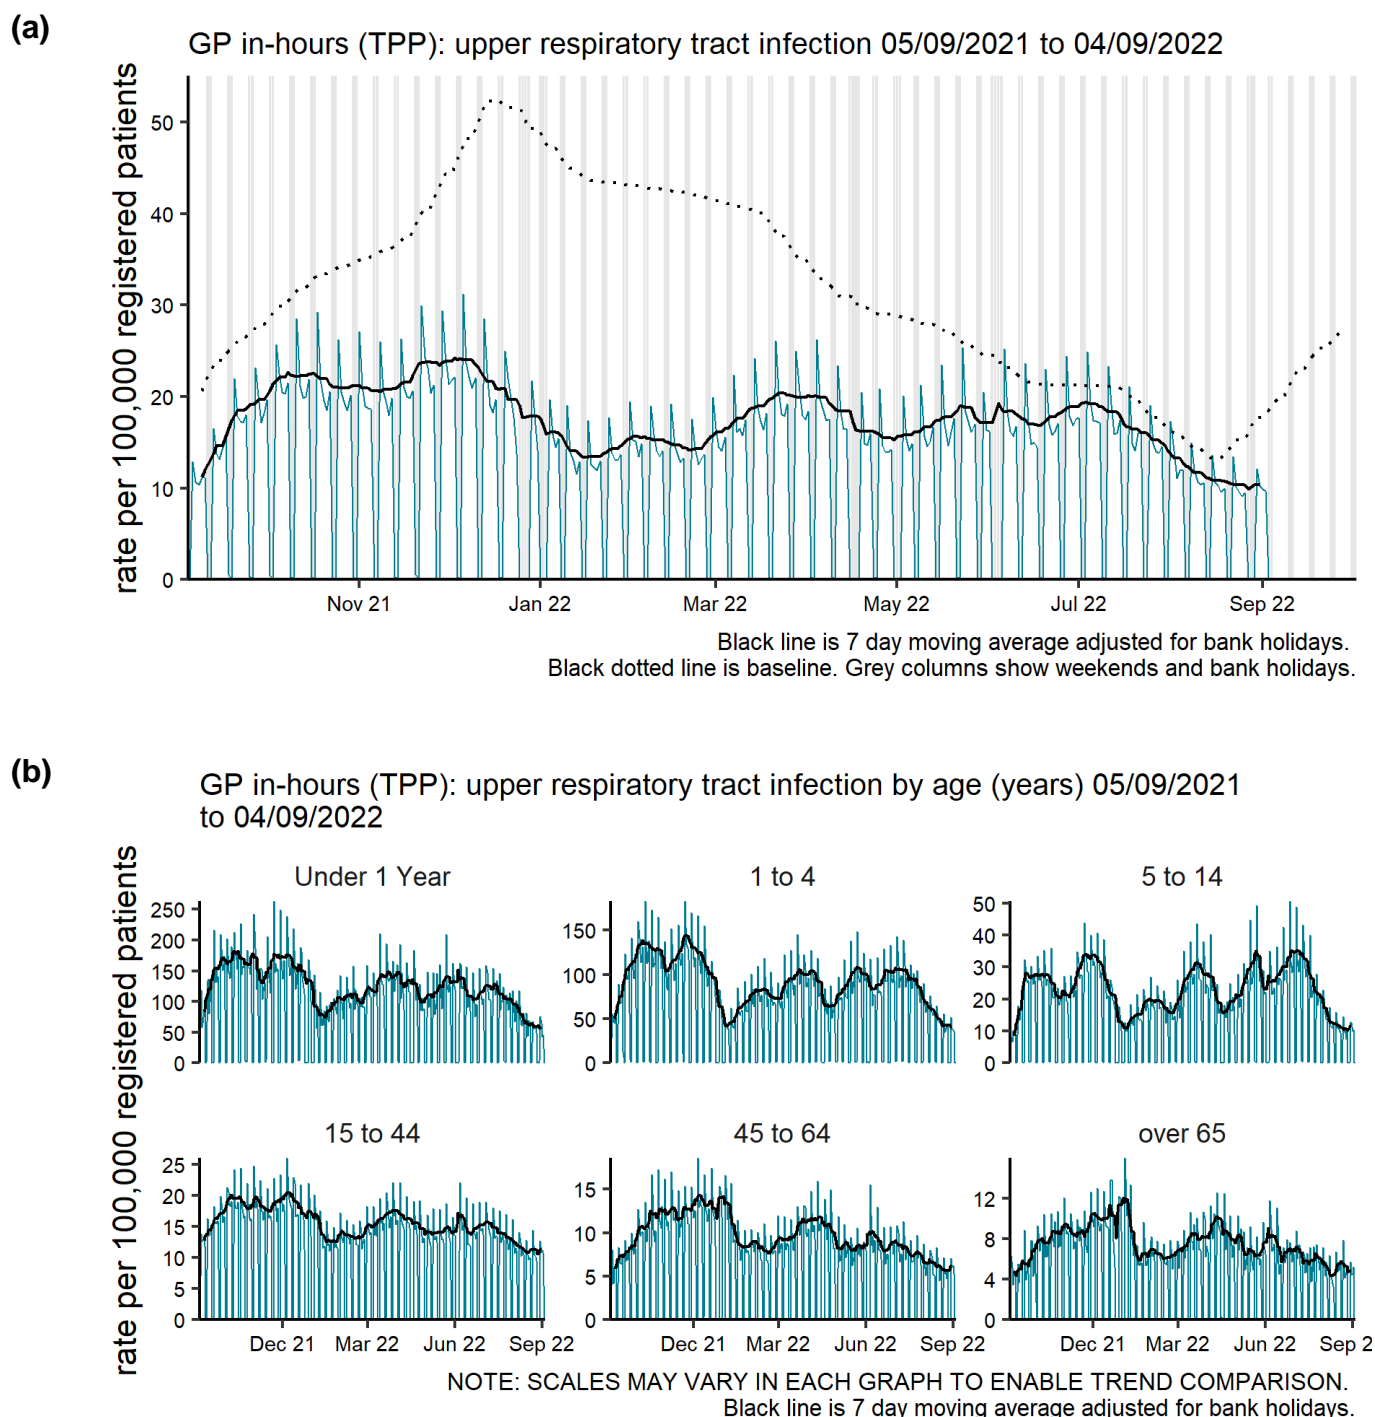 (a)
GP in-hours (TPP): upper respiratory tract infection 05/09/2021 to 04/09/2022
rate per 100,000 registered patients
50
40
30
20
10
0
Nov 21 Jan 22 Mar 22 May 22 Jul 22 Sep 22
Black line is 7 day moving average adjusted for bank holidays.
Black dotted line is baseline. Grey columns show weekends and bank holidays.
(b)
GP in-hours (TPP): upper respiratory tract infection by age (years) 05/09/2021
to 04/09/2022
rate per 100,000 registered patients
Under 1 Year
250
200
150
100
50
0
1 to 4
150
100
50
0
5 to 14
50
40
30
20
10
0
15 to 44
25
20
15
10
5
0
Dec 21 Mar 22 Jun 22 Sep 22
45 to 64
15
10
5
0
Dec 21 Mar 22 Jun 22 Sep 22
over 65
12
8
4
0
Dec 21 Mar 22 Jun 22 Sep 2
NOTE: SCALES MAY VARY IN EACH GRAPH TO ENABLE TREND COMPARISON.
Black line is 7 day moving average adjusted for bank holidays.